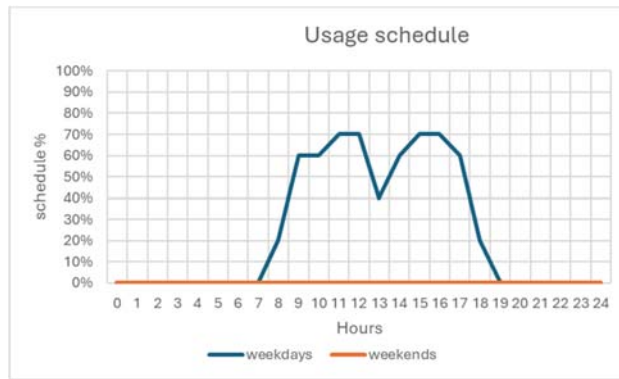 Usage schedule
100%
90%
80%
70%
60%
50%
40%
30%
20%
10%
0%
schedule %
0 1 2 3 4 5 6 7 8 9 10 11 12 13 14 15 16 17 18 19 20 21 22 23 24
Hours
weekdays weekends